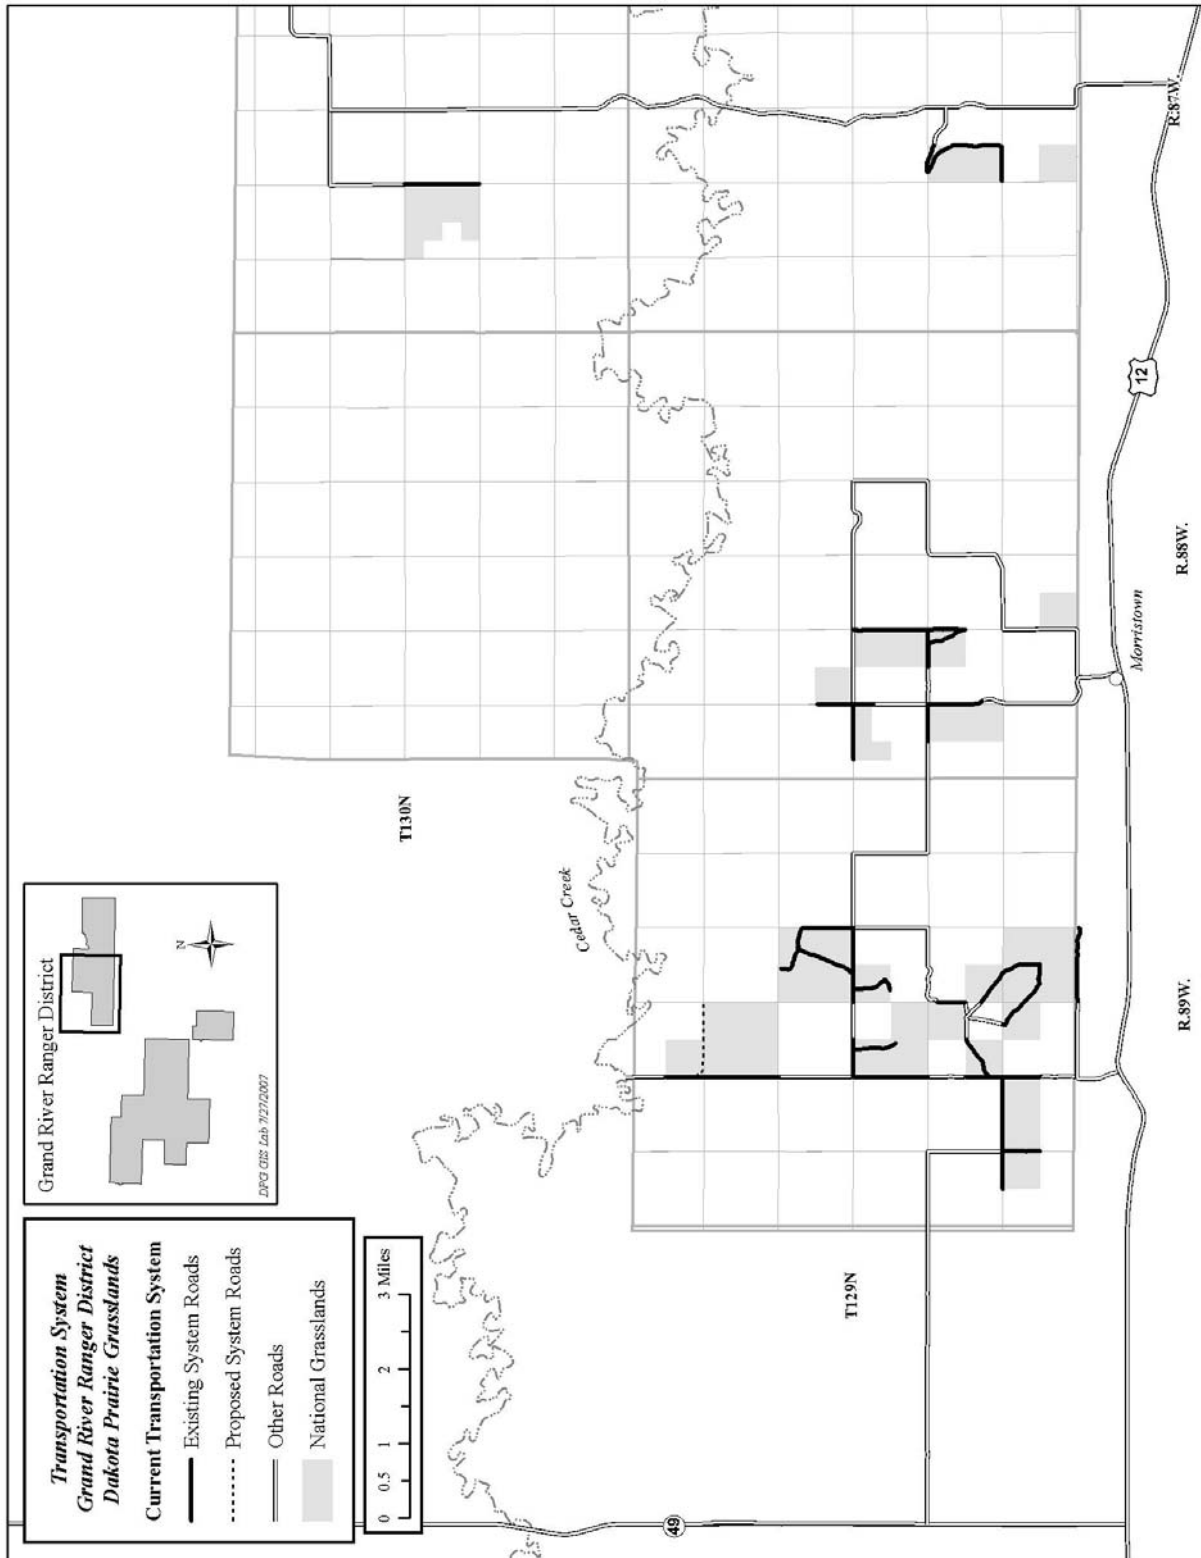 Transportation System
Grand River Ranger District
Dakota Prairie Grasslands
Current Transportation System
Existing System Roads
Proposed System Roads
Other Roads
National Grasslands
0 0.5 1 2 3 Miles
Grand River Ranger District
N
DPG GIS Lab 7/27/2007
T130N
Cedar Creek
T129N
49
12
Morristown
R.89W.
R.88W.
R.87W.